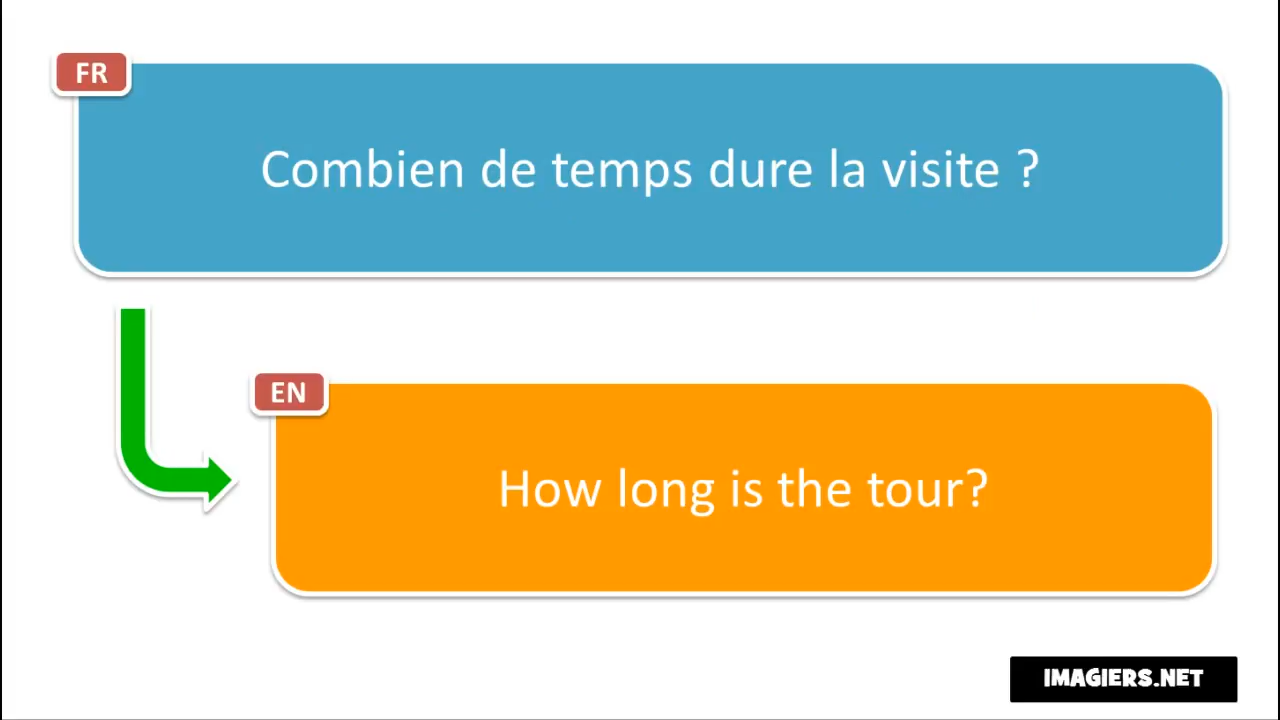 FR
Combien de temps dure la visite ?
EN
How long is the tour?
IMAGIERS.NET